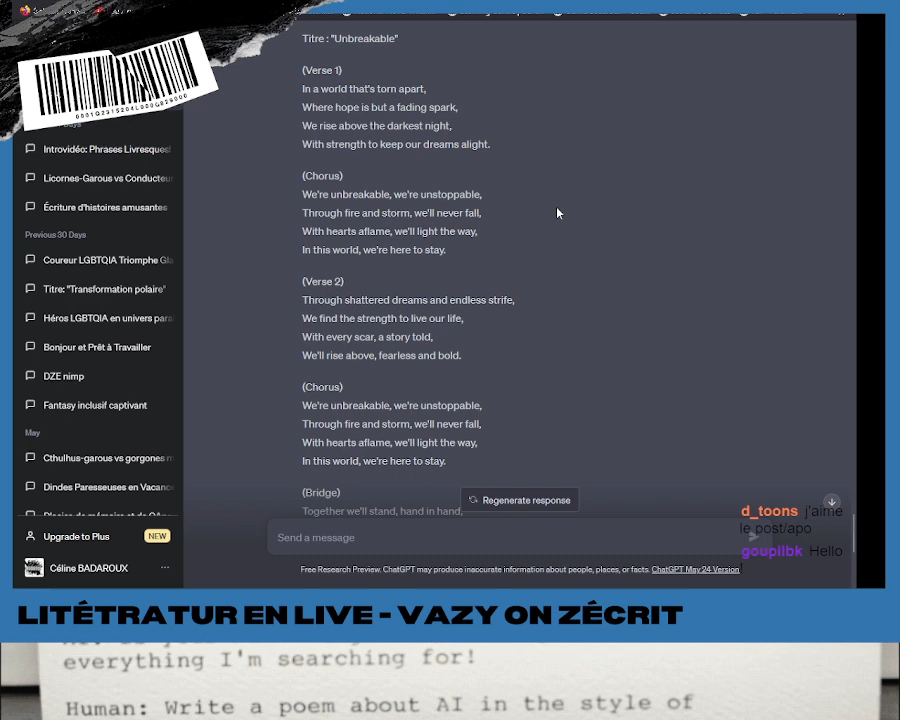 Titre : "Unbreakable"
(Verse 1)
In a world that's torn apart,
Where hope is but a fading spark,
We rise above the darkest night,
With strength to keep our dreams alight.
(Chorus)
We're unbreakable, we're unstoppable,
Through fire and storm, we'll never fall,
With hearts aflame, we'll light the way,
In this world, we're here to stay.
(Verse 2)
Through shattered dreams and endless strife,
We find the strength to live our life,
With every scar, a story told,
We'll rise above, fearless and bold.
(Chorus)
We're unbreakable, we're unstoppable,
Through fire and storm, we'll never fall,
With hearts aflame, we'll light the way,
In this world, we're here to stay.
(Bridge)
Together we'll stand, hand in hand,
Regenerate response
Send a message
Free Research Preview. ChatGPT may produce inaccurate information about people, places, or facts. ChatGPT May 24 Version
Introvidéo: Phrases Livresques!
Licornes-Garous vs Conducteu
Écriture d'histoires amusantes
Previous 30 Days
Coureur LGBTQIA Triomphe
Titre: "Transformation polaire"
Héros LGBTQIA en univers para
Bonjour et Prêt à Travailler
DZE nimp
Fantasy inclusif captivant
May
Cthulhus-garous vs gorgones
Dindes Paresseuses en Vacanc
Upgrade to Plus NEW
Céline BADAROUX
d_toons j'aime
le post/apo
goupilbk Hello
!
LITÉTRATUR EN LIVE - VAZY ON ZÉCRIT
everything I'm searching for!
Human: Write a poem about AI in the style of